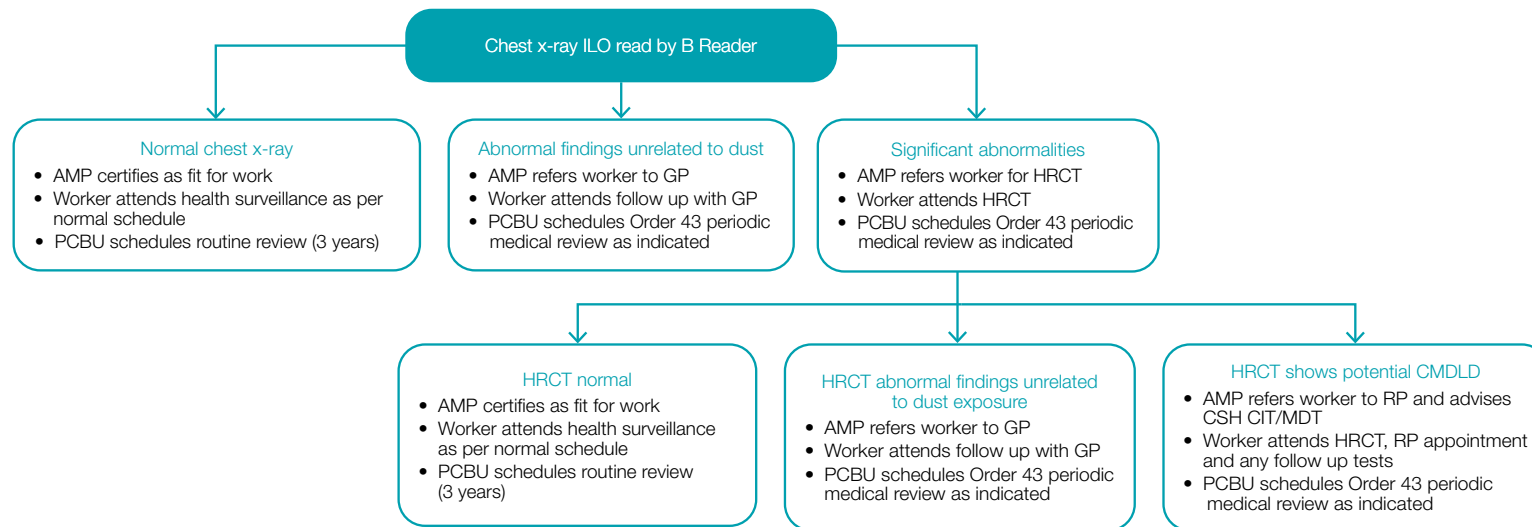 Chest x-ray ILO read by B Reader
Normal chest x-ray
• AMP certifies as fit for work
• Worker attends health surveillance as per
normal schedule
• PCBU schedules routine review (3 years)
Abnormal findings unrelated to dust
• AMP refers worker to GP
• Worker attends follow up with GP
• PCBU schedules Order 43 periodic
medical review as indicated
Significant abnormalities
• AMP refers worker for HRCT
• Worker attends HRCT
• PCBU schedules Order 43 periodic
medical review as indicated
HRCT normal
• AMP certifies as fit for work
• Worker attends health surveillance
as per normal schedule
• PCBU schedules routine review
(3 years)
HRCT abnormal findings unrelated
to dust exposure
• AMP refers worker to GP
• Worker attends follow up with GP
• PCBU schedules Order 43 periodic
medical review as indicated
HRCT shows potential CMDLD
• AMP refers worker to RP and advises
CSH CIT/MDT
• Worker attends HRCT, RP appointment
and any follow up tests
• PCBU schedules Order 43 periodic
medical review as indicated